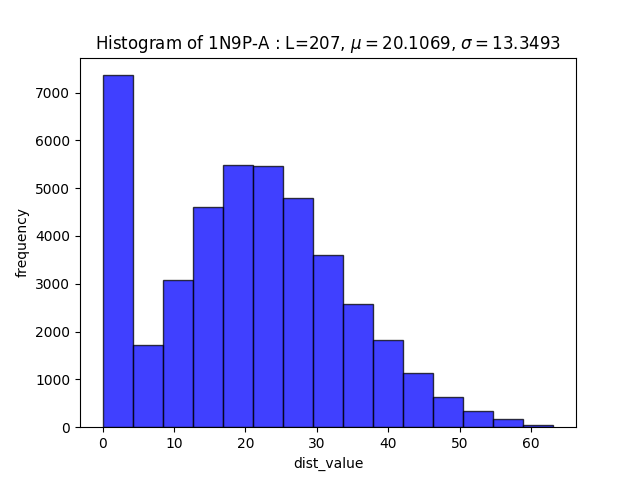 Histogram of 1N9P-A : L=207, μ = 20.1069, σ = 13.3493
7000
6000
5000
4000
3000
2000
1000
0
frequency
0 10 20 30 40 50 60
dist_value